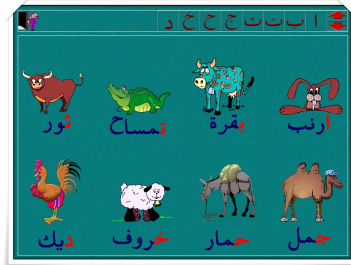 ا ب ت ث ج ح خ د
أرنب بقرة تمساح ثور
جمل حمار خروف ديك